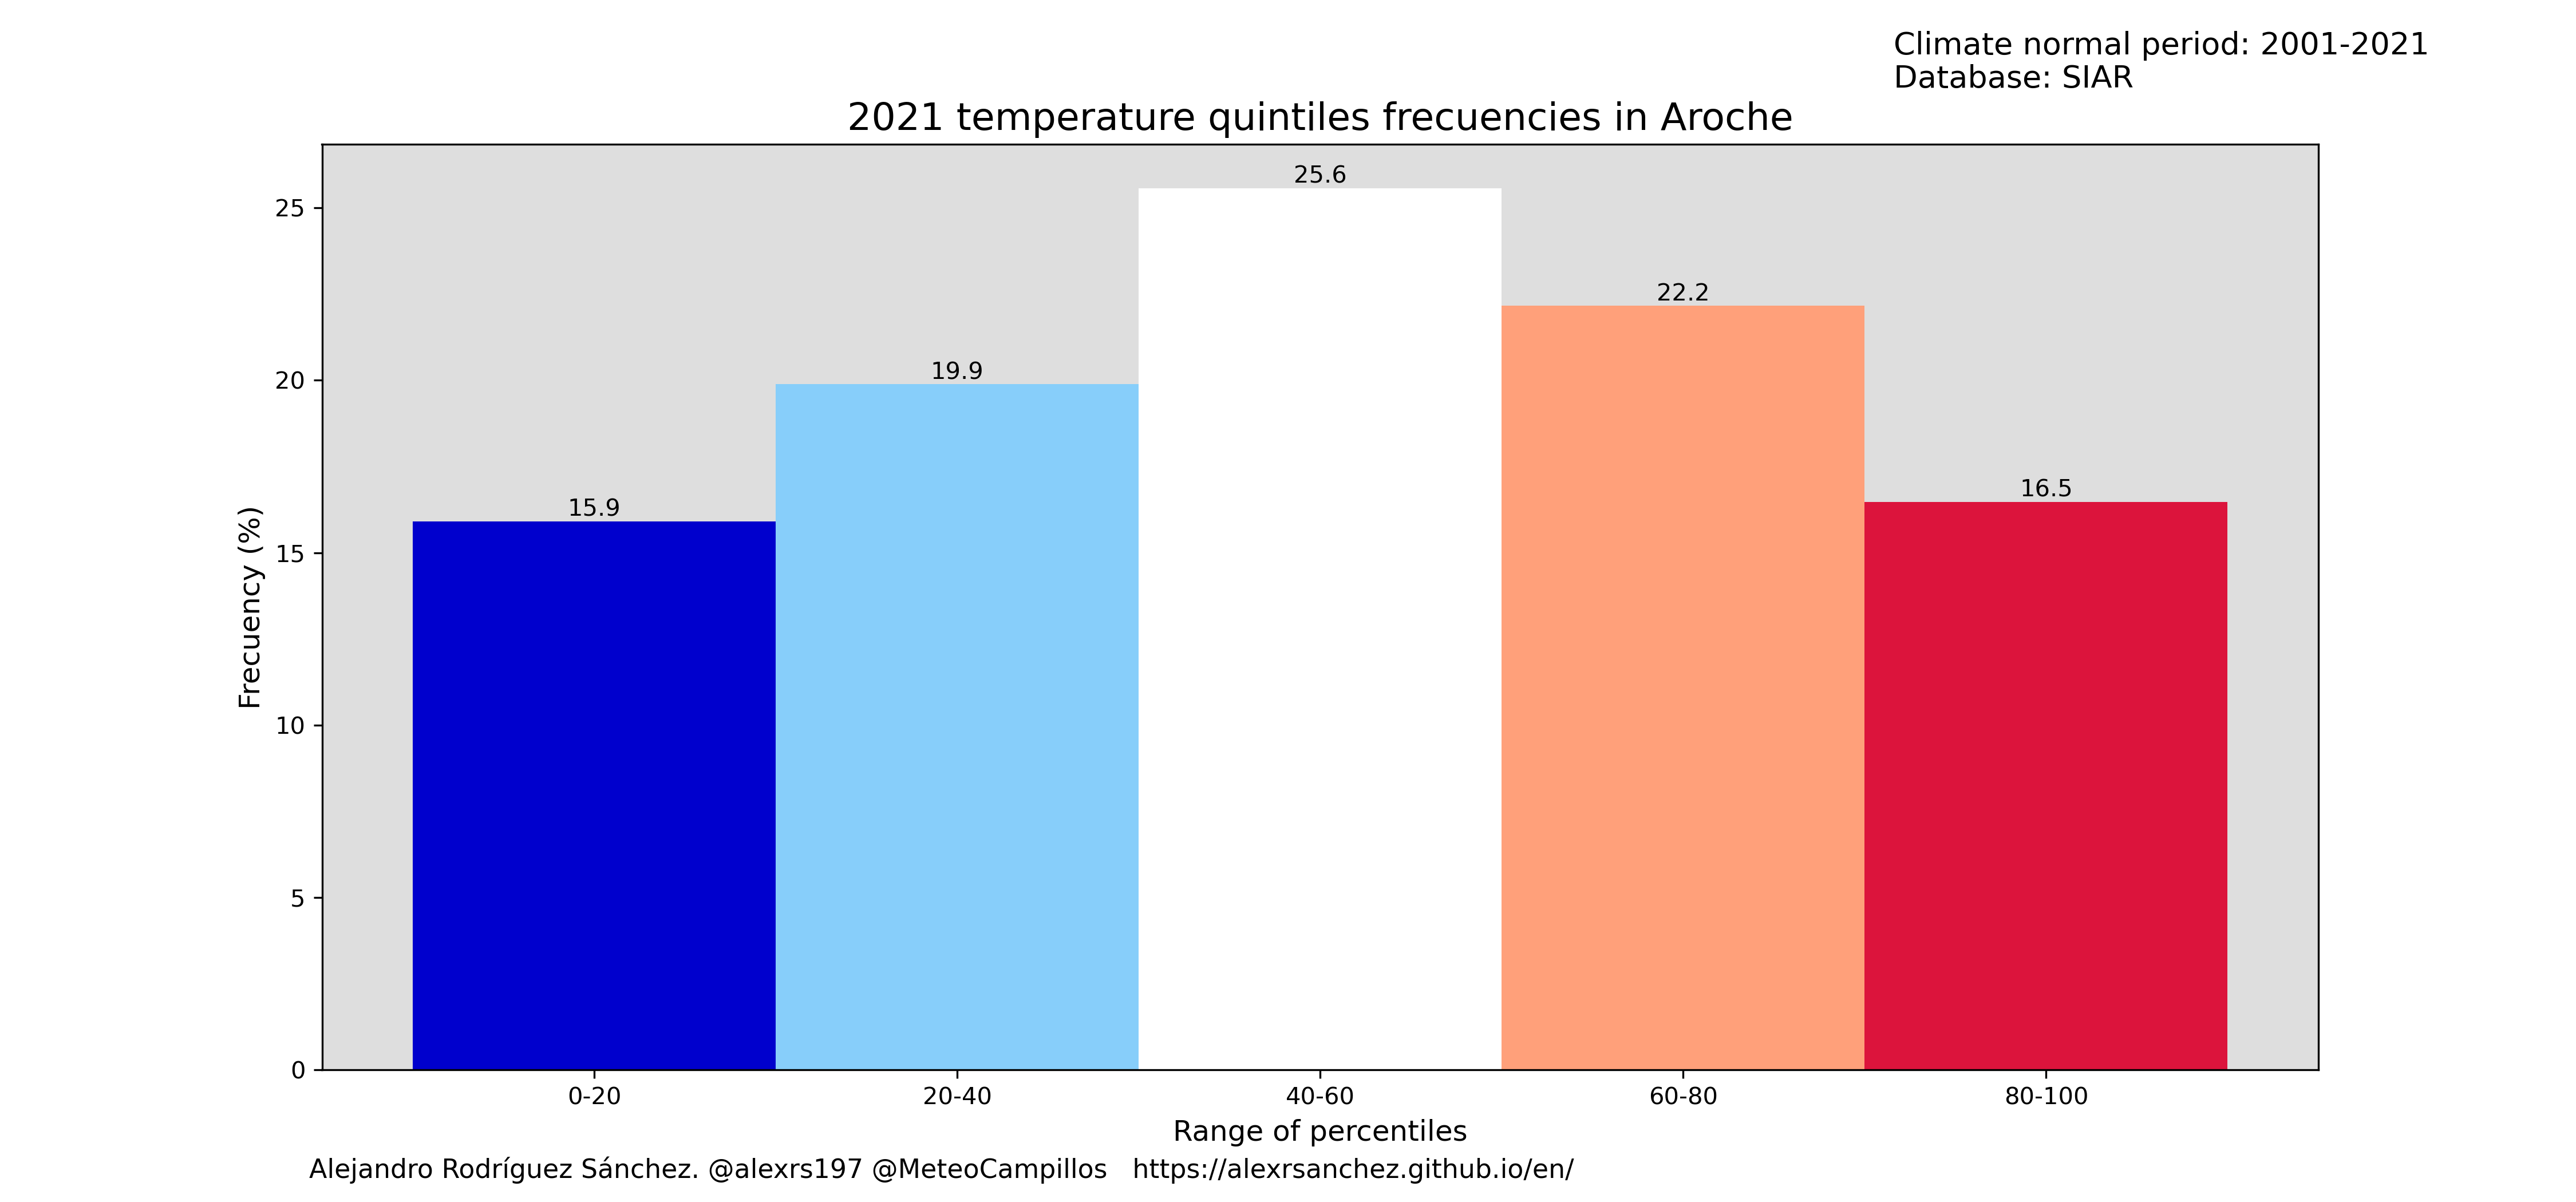 Climate normal period: 2001-2021
Database: SIAR
2021 temperature quintiles frecuencies in Aroche
25.6
25
22.2
20
19.9
16.5
15.9
15
Frecuency (%)
10
5
0
0-20 20-40 40-60 60-80 80-100
Range of percentiles
Alejandro Rodríguez Sánchez. @alexrs197 @MeteoCampillos https://alexrsanchez.github.io/en/